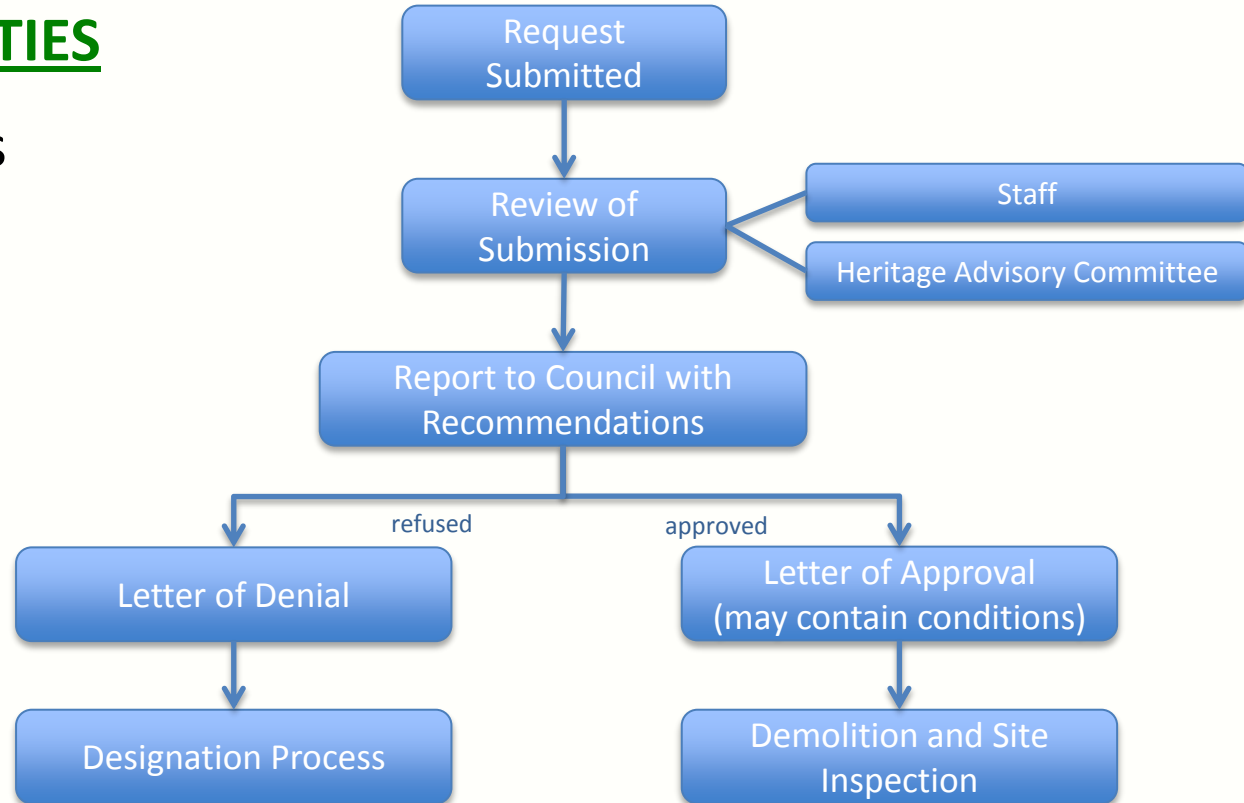 TIES
S
Request
Submitted
Review of
Submission
Staff
Heritage Advisory Committee
Report to Council with
Recommendations
refused
approved
Letter of Denial
Letter of Approval
(may contain conditions)
Designation Process
Demolition and Site
Inspection